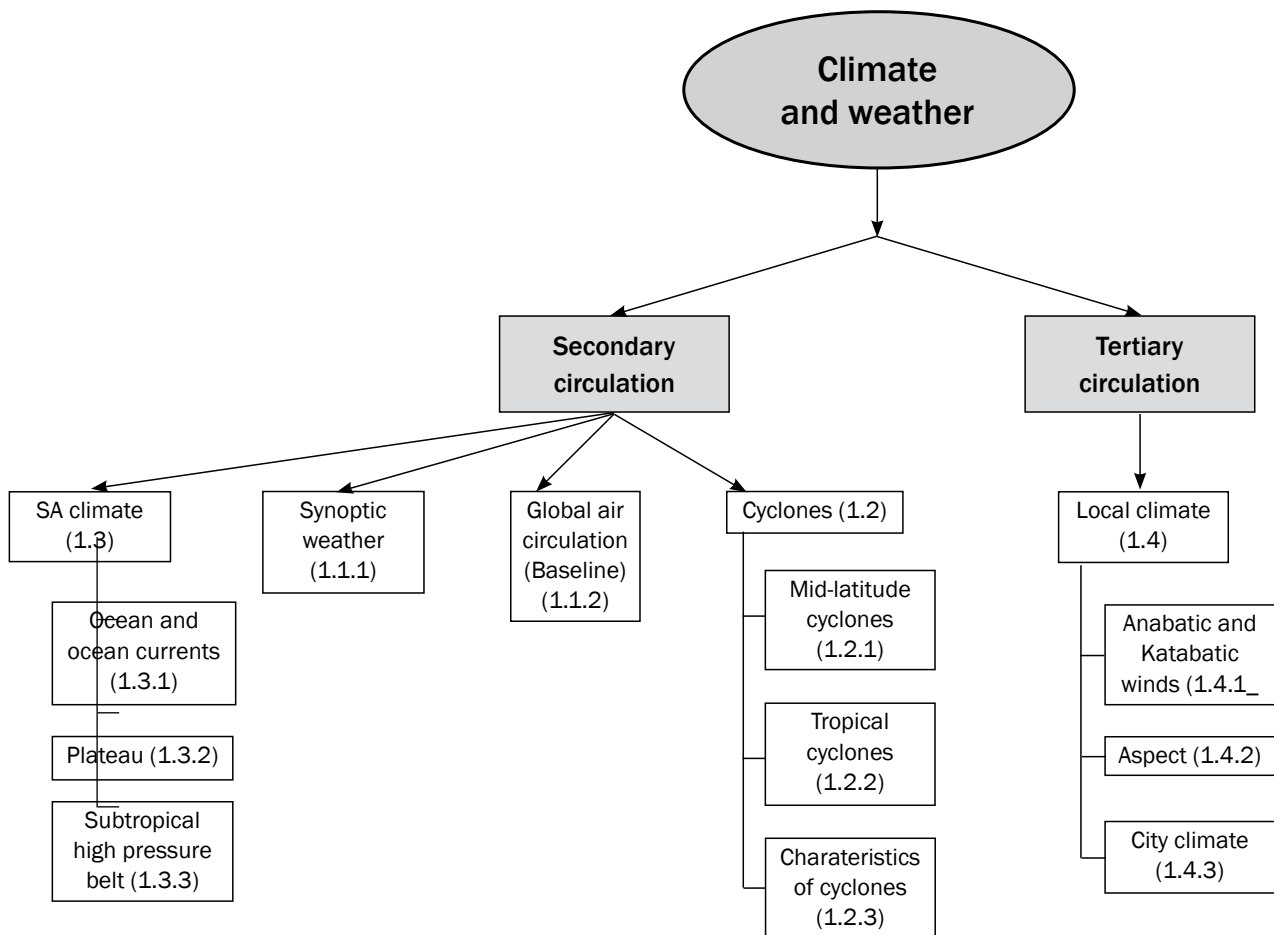 Climate
and weather
Secondary
circulation
Tertiary
circulation
SA climate
(1.3)
Ocean and
ocean currents
(1.3.1)
Plateau (1.3.2)
Subtropical
high pressure
belt (1.3.3)
Synoptic
weather
(1.1.1)
Global air
circulation
(Baseline)
(1.1.2)
Cyclones (1.2)
Mid-latitude
cyclones
(1.2.1)
Tropical
cyclones
(1.2.2)
Charateristics
of cyclones
(1.2.3)
Local climate
(1.4)
Anabatic and
Katabatic
winds (1.4.1_
Aspect (1.4.2)
City climate
(1.4.3)